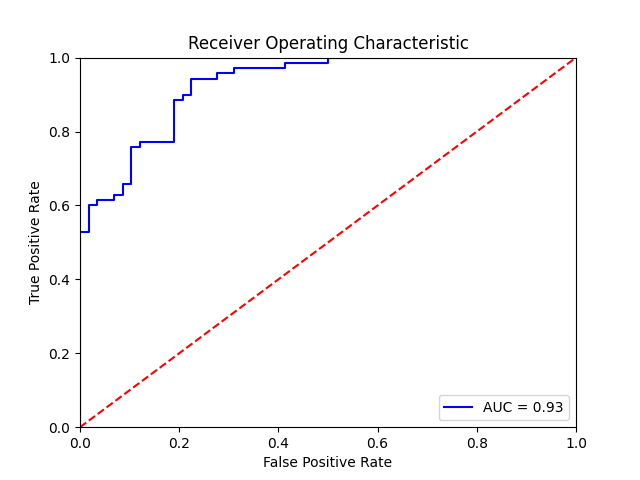 Receiver Operating Characteristic
1.0
0.8
0.6
0.4
0.2
0.0
True Positive Rate
AUC = 0.93
0.0 0.2 0.4 0.6 0.8 1.0
False Positive Rate